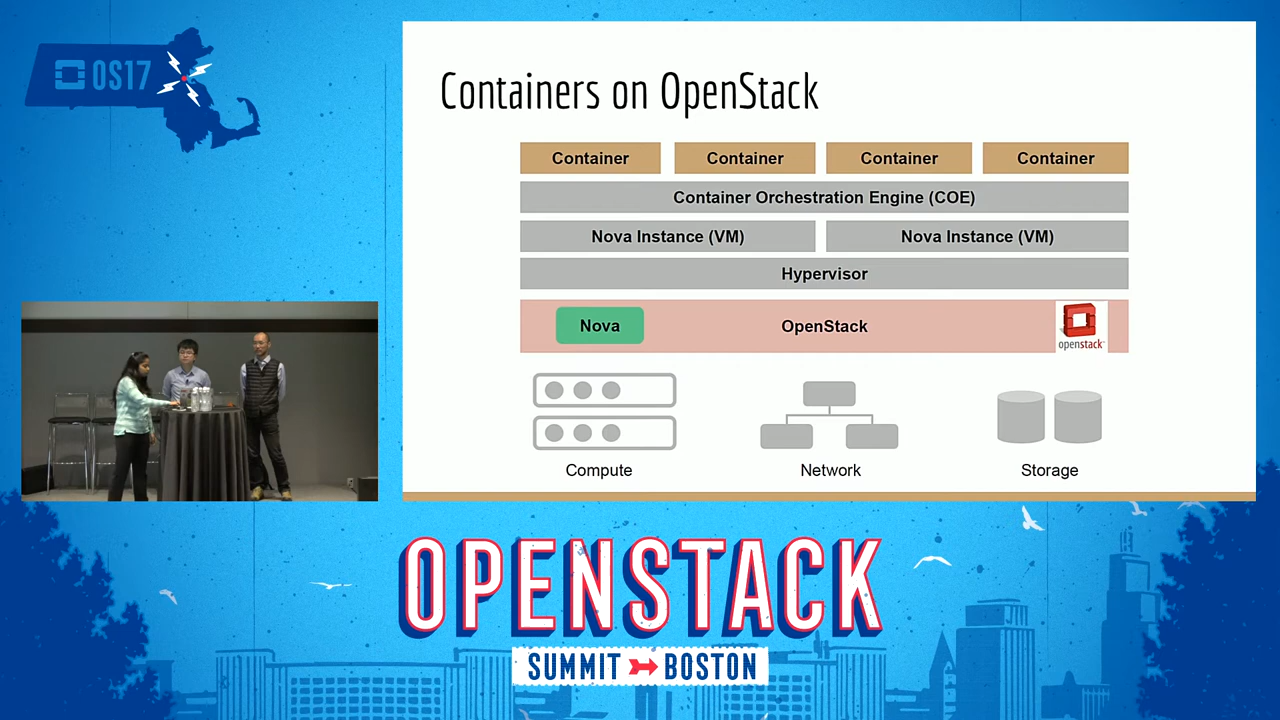 OS17
Containers on OpenStack
Container Container Container Container
Container Orchestration Engine (COE)
Nova Instance (VM) Nova Instance (VM)
Hypervisor
Nova OpenStack openstack
Compute Network Storage
OPENSTACK
SUMMIT BOSTON